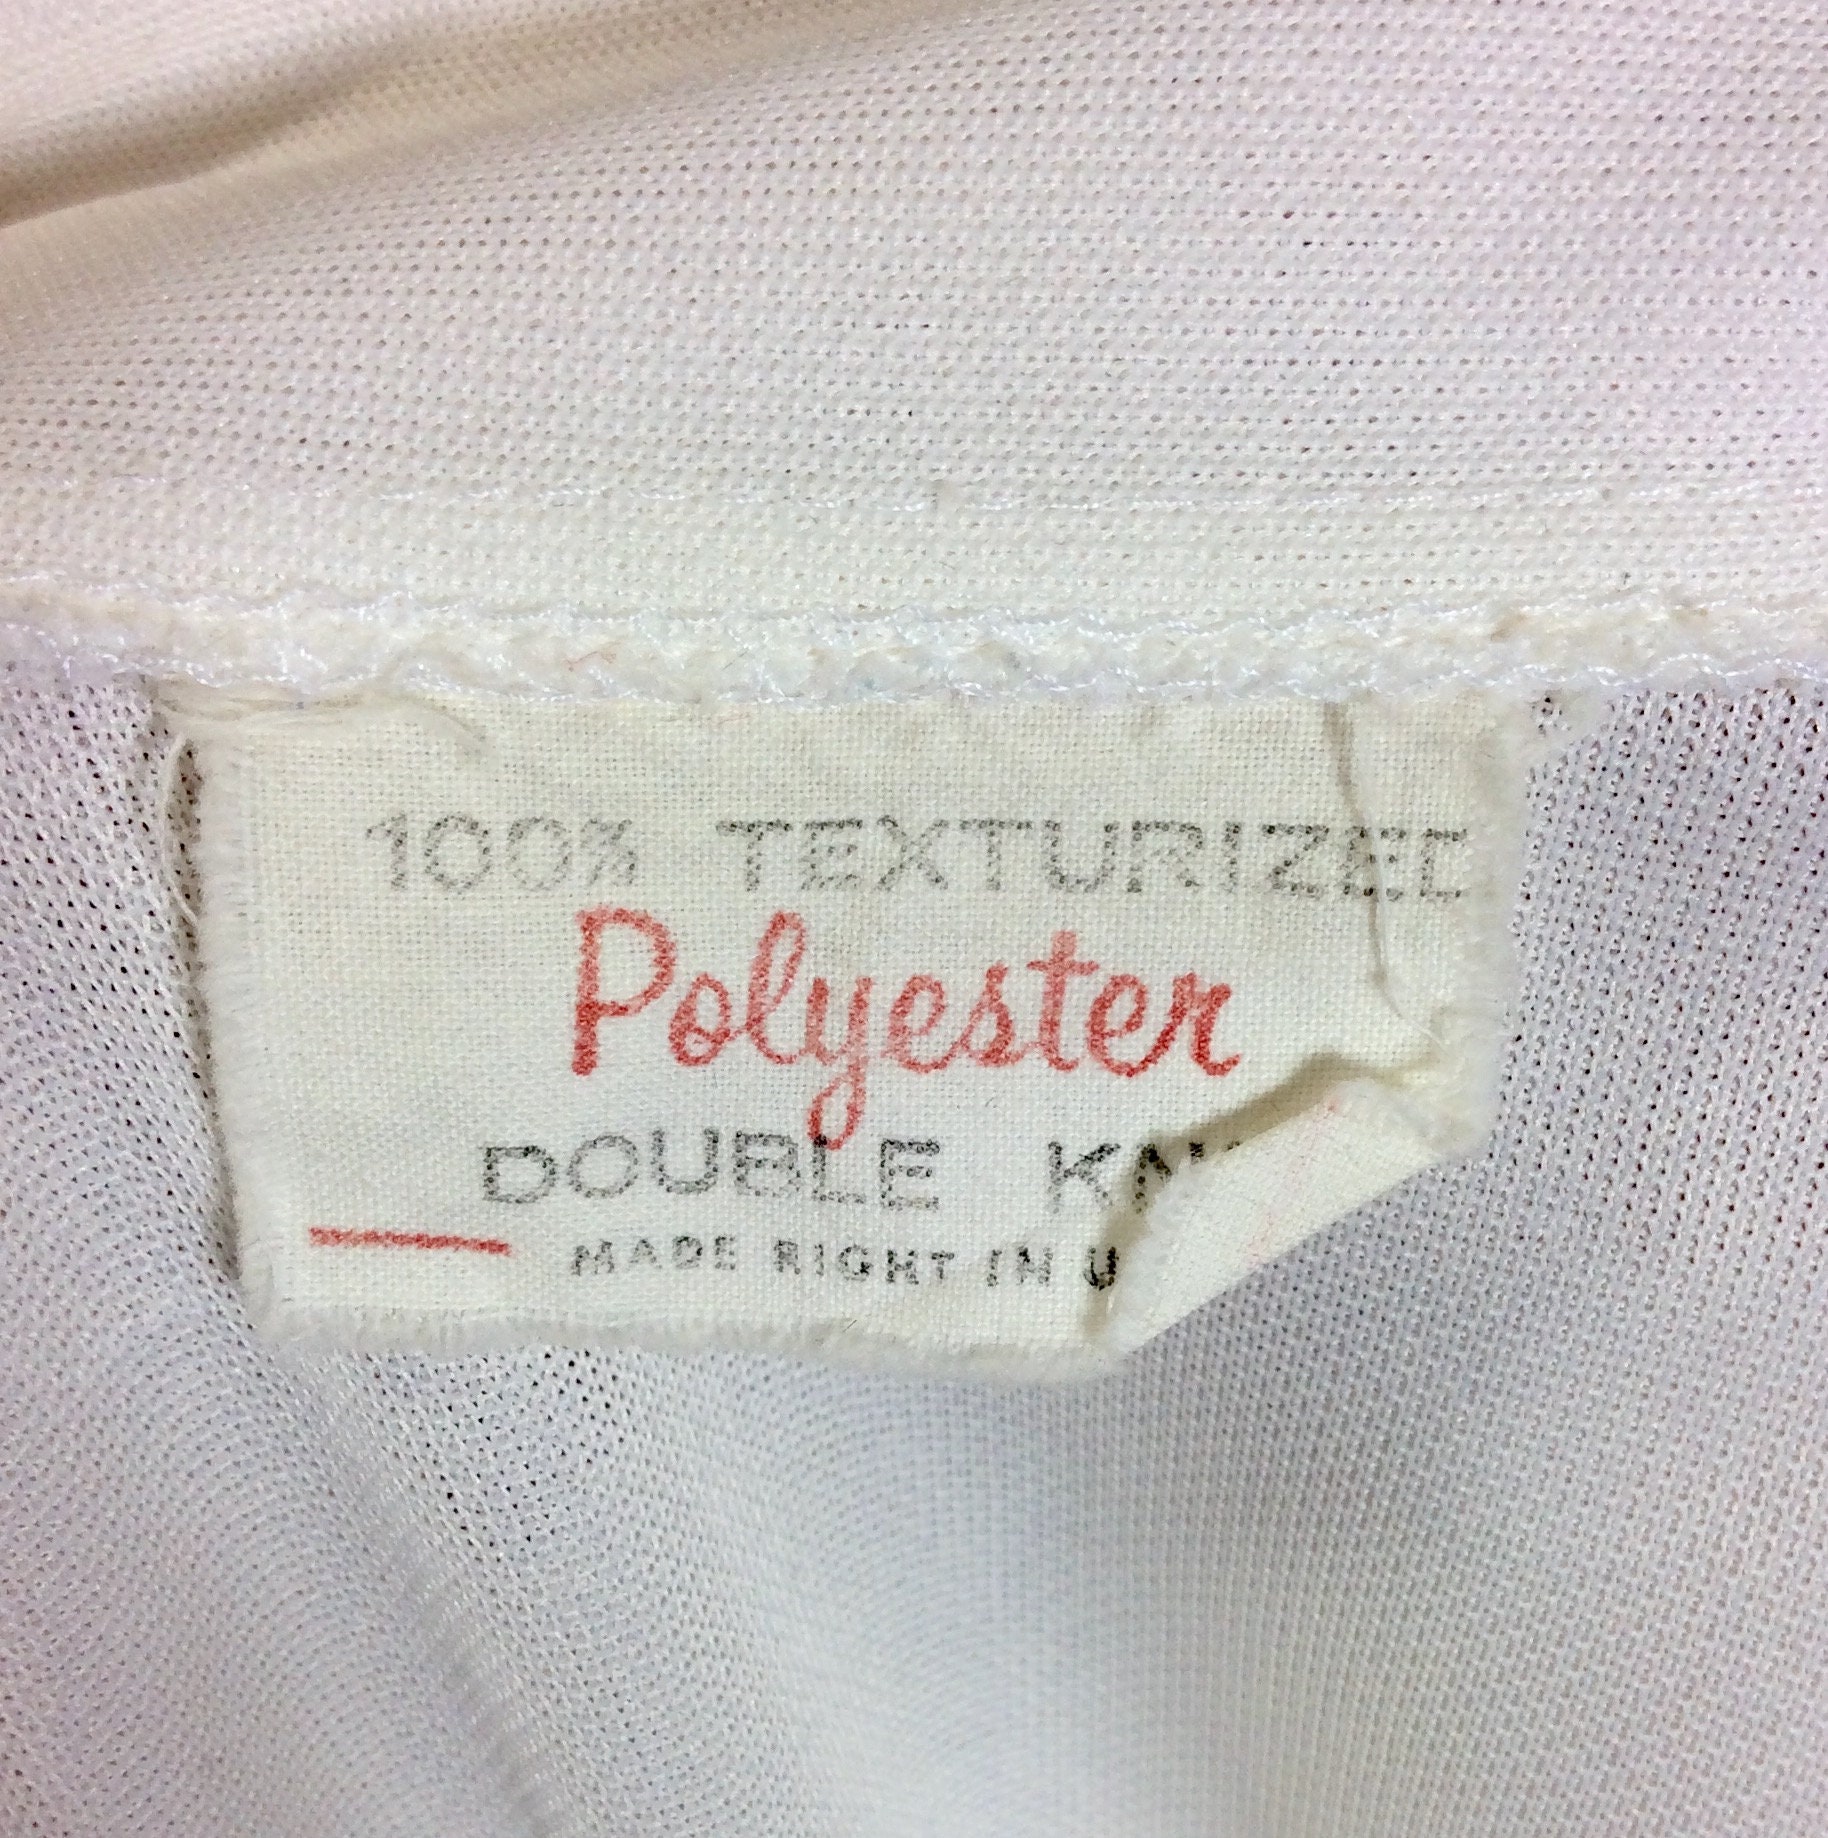 100% TEXTURIZED
Polyester
DOUBLE
MADE RIGHT IN